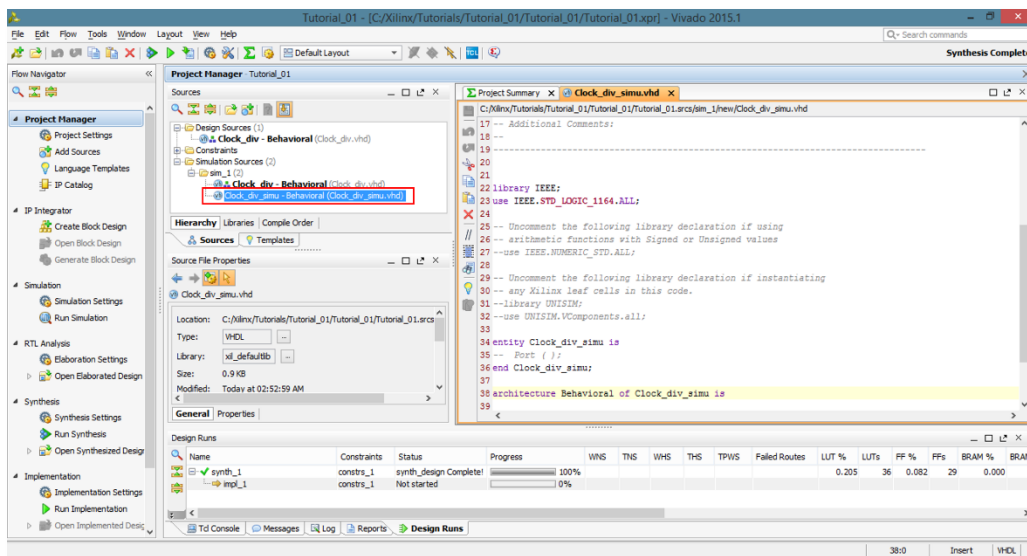 Tutorial_01 - [C:/Xilinx/Tutorials/Tutorial_01/Tutorial_01/Tutorial_01.xpr] - Vivado 2015.1
File Edit Flow Tools Window Layout View Help
Q- Search commands
Default Layout
Synthesis Complete
Flow Navigator
Project Manager
Project Settings
Add Sources
Language Templates
IP Catalog
IP Integrator
Create Block Design
Open Block Design
Generate Block Design
Simulation
Simulation Settings
Run Simulation
RTL Analysis
Elaboration Settings
Open Elaborated Design
Synthesis
Synthesis Settings
Run Synthesis
Open Synthesized Design
Implementation
Implementation Settings
Run Implementation
Open Implemented Desig
Project Manager - Tutorial_01
Sources
Design Sources (1)
Clock_div - Behavioral (Clock_div.vhd)
Constraints
Simulation Sources (2)
sim_1 (2)
Clock_div - Behavioral (Clock_div.vhd)
Clock_div_simu - Behavioral (Clock_div_simu.vhd)
Hierarchy Libraries Compile Order
Sources Templates
Source File Properties
Clock_div_simu.vhd
Location: C:/Xilinx/Tutorials/Tutorial_01/Tutorial_01/Tutorial_01.srcs
Type: VHDL ...
Library: xil_defaultlib ...
Size: 0.9 KB
Modified: Today at 02:52:59 AM
General Properties
Project Summary Clock_div_simu.vhd
C:/Xilinx/Tutorials/Tutorial_01/Tutorial_01/Tutorial_01.srcs/sim_1/new/Clock_div_simu.vhd
17 -- Additional Comments:
18 --
19 ----------------------------------------------------------------------------------
20
21
22 library IEEE;
23 use IEEE.STD_LOGIC_1164.ALL;
24
25 -- Uncomment the following library declaration if using
26 -- arithmetic functions with Signed or Unsigned values
27 --use IEEE.NUMERIC_STD.ALL;
28
29 -- Uncomment the following library declaration if instantiating
30 -- any Xilinx leaf cells in this code.
31 --library UNISIM;
32 --use UNISIM.VComponents.all;
33
34 entity Clock_div_simu is
35 -- Port ( );
36 end Clock_div_simu;
37
38 architecture Behavioral of Clock_div_simu is
39
Design Runs
Name Constraints Status Progress WNS TNS WHS THS TPWS Failed Routes LUT % LUTs FF % FFs BRAM % BRAM
synth_1 constrs_1 synth_design Complete! 100% 0.205 36 0.082 29 0.000
impl_1 constrs_1 Not started 0%
Tcl Console Messages Log Reports Design Runs
38:0 Insert VHDL